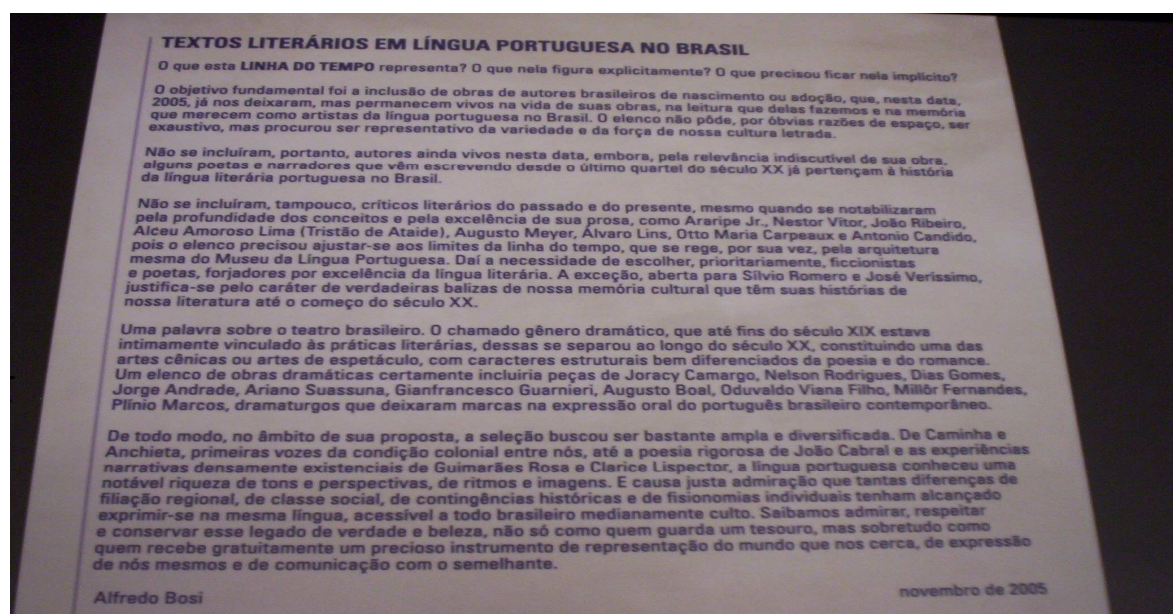 TEXTOS LITERÁRIOS EM LÍNGUA PORTUGUESA NO BRASIL
O que esta LINHA DO TEMPO representa? O que nela figura explicitamente? O que precisou ficar nela implícito?
O objetivo fundamental foi a inclusão de obras de autores brasileiros de nascimento ou adoção, que, nesta data,
2005, já nos deixaram, mas permanecem vivos na vida de suas obras, na leitura que delas fazemos e na memória
que merecem como artistas da língua portuguesa no Brasil. O elenco não pôde, por óbvias razões de espaço, ser
exaustivo, mas procurou ser representativo da variedade e da força de nossa cultura letrada.
Não se incluíram, portanto, autores ainda vivos nesta data, embora, pela relevância indiscutível de sua obra,
alguns poetas e narradores que vêm escrevendo desde o último quartel do século XX já pertençam à história
da língua literária portuguesa no Brasil.
Não se incluíram, tampouco, críticos literários do passado e do presente, mesmo quando se notabilizaram
pela profundidade dos conceitos e pela excelência de sua prosa, como Araripe Jr., Nestor Vitor, João Ribeiro,
Alceu Amoroso Lima (Tristão de Ataide), Augusto Meyer, Álvaro Lins, Otto Maria Carpeaux e Antonio Candido,
pois o elenco precisou ajustar-se aos limites da linha do tempo, que se rege, por sua vez, pela arquitetura
mesma do Museu da Língua Portuguesa. Daí a necessidade de escolher, prioritariamente, ficcionistas
e poetas, forjadores por excelência da língua literária. A exceção, aberta para Sílvio Romero e José Veríssimo,
justifica-se pelo caráter de verdadeiras balizas de nossa memória cultural que têm suas histórias de
nossa literatura até o começo do século XX.
Uma palavra sobre o teatro brasileiro. O chamado gênero dramático, que até fins do século XIX estava
intimamente vinculado às práticas literárias, dessas se separou ao longo do século XX, constituindo uma das
artes cênicas ou artes de espetáculo, com caracteres estruturais bem diferenciados da poesia e do romance.
Um elenco de obras dramáticas certamente incluiria peças de Joracy Camargo, Nelson Rodrigues, Dias Gomes,
Jorge Andrade, Ariano Suassuna, Gianfrancesco Guarnieri, Augusto Boal, Oduvaldo Viana Filho, Millôr Fernandes,
Plínio Marcos, dramaturgos que deixaram marcas na expressão oral do português brasileiro contemporâneo.
De todo modo, no âmbito de sua proposta, a seleção buscou ser bastante ampla e diversificada. De Caminha e
Anchieta, primeiras vozes da condição colonial entre nós, até a poesia rigorosa de João Cabral e as experiências
narrativas densamente existenciais de Guimarães Rosa e Clarice Lispector, a língua portuguesa conheceu uma
notável riqueza de tons e perspectivas, de ritmos e imagens. E causa justa admiração que tantas diferenças de
filiação regional, de classe social, de contingências históricas e de fisionomias individuais tenham alcançado
exprimir-se na mesma língua, acessível a todo brasileiro medianamente culto. Saibamos admirar, respeitar
e conservar esse legado de verdade e beleza, não só como quem guarda um tesouro, mas sobretudo como
quem recebe gratuitamente um precioso instrumento de representação do mundo que nos cerca, de expressão
de nós mesmos e de comunicação com o semelhante.
Alfredo Bosi
novembro de 2005